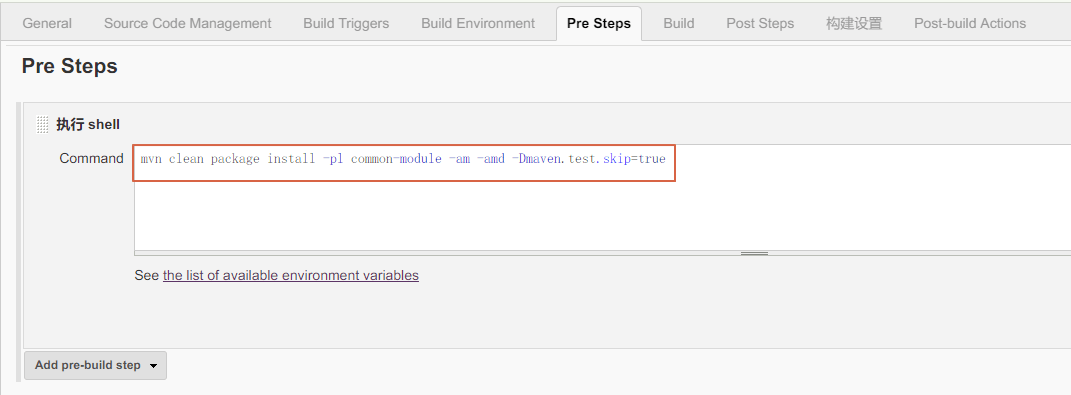 General Source Code Management Build Triggers Build Environment Pre Steps Build Post Steps 构建设置 Post-build Actions
Pre Steps
执行 shell
Command mvn clean package install -pl common-module -am -amd -Dmaven.test.skip=true
See the list of available environment variables
Add pre-build step